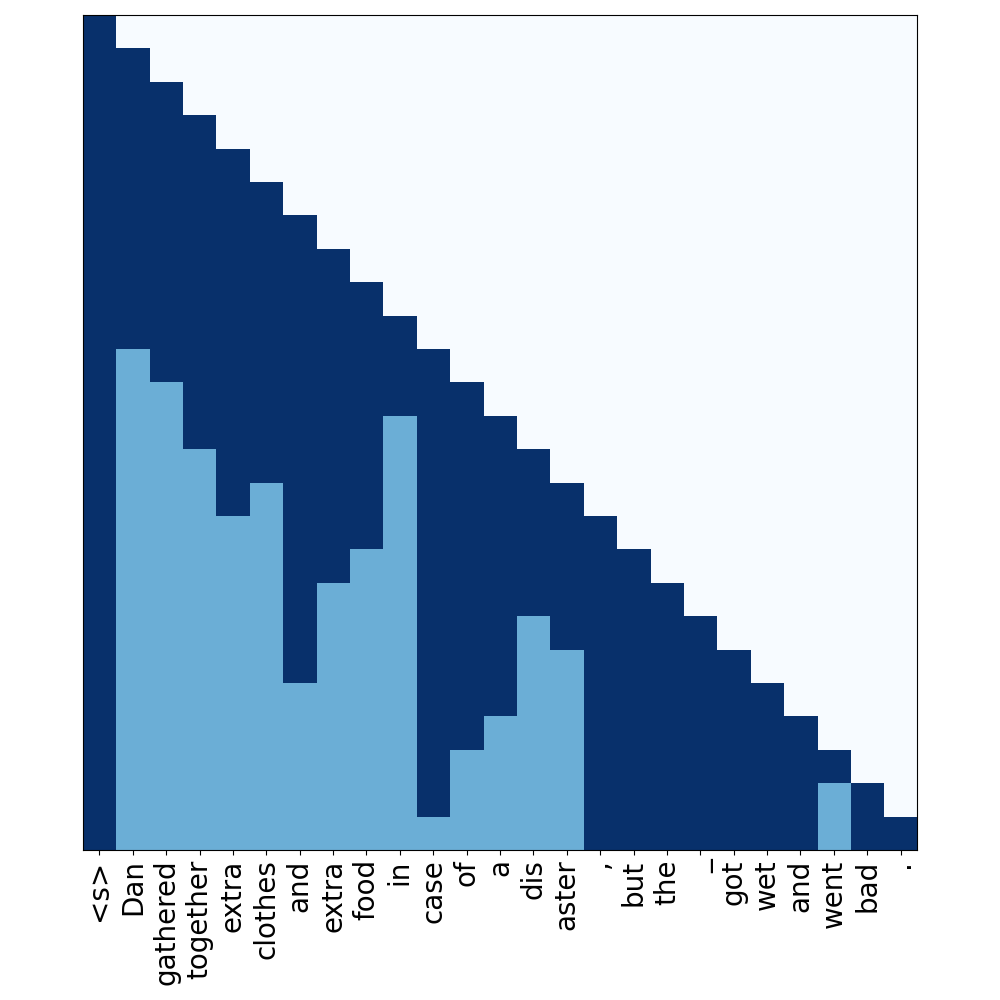 <s>
Dan
gathered
together
extra
clothes
and
extra
food
in
case
of
a
dis
aster
,
but
the
_
got
wet
and
went
bad
.